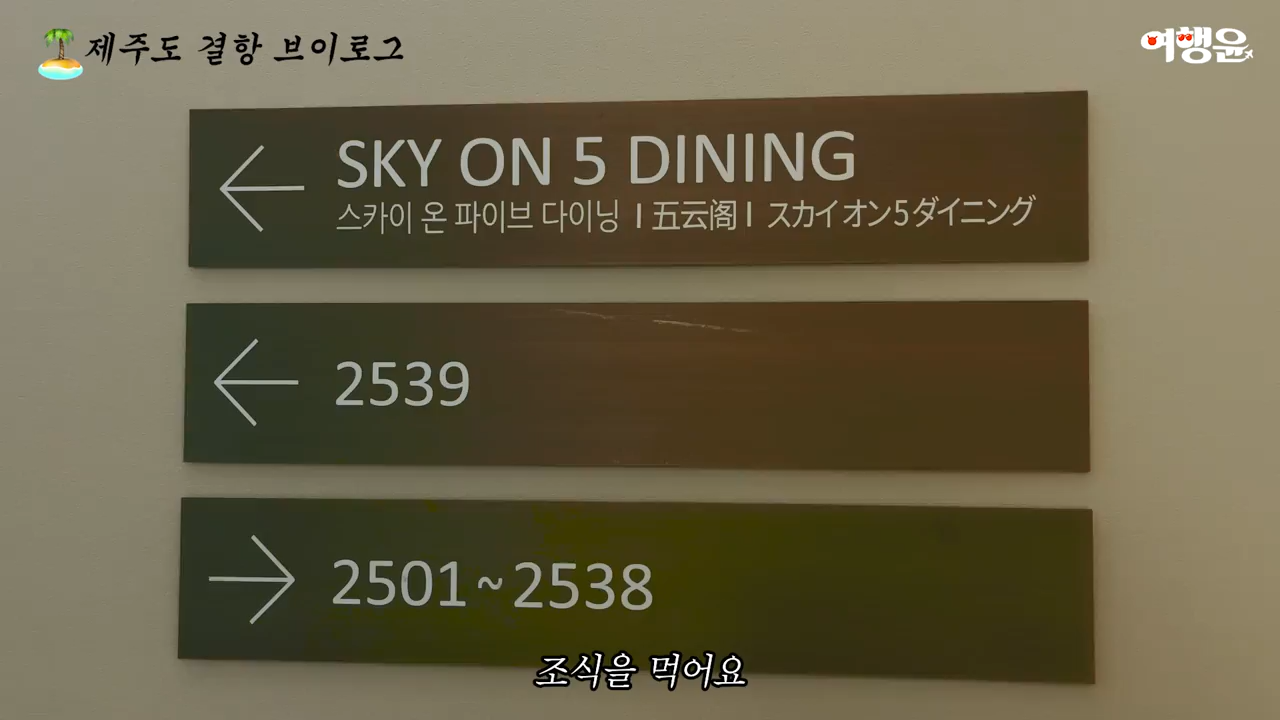 제주도 결항 브이로그
여행윤
SKY ON 5 DINING
스카이 온 파이브 다이닝 | 五云阁 | スカイオン5ダイニング
2539
2501~2538
조식을 먹어요